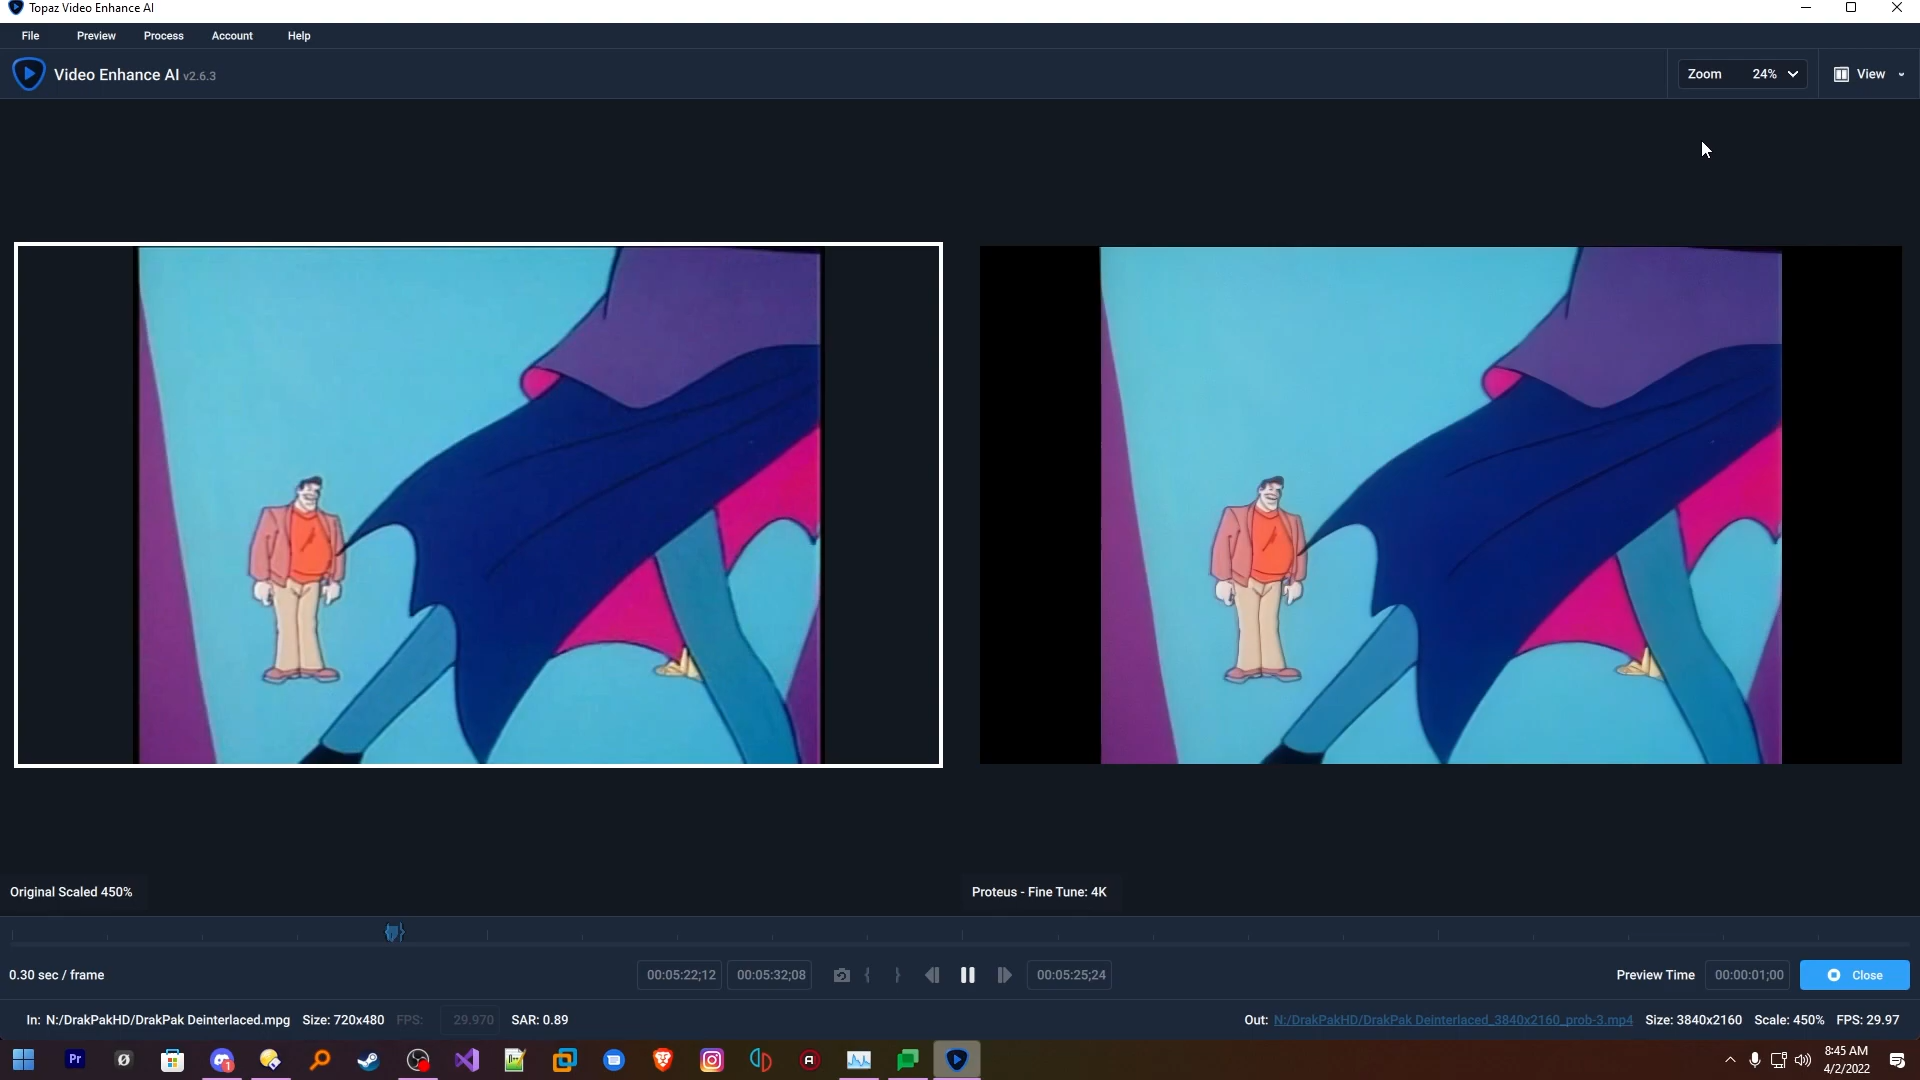 Topaz Video Enhance AI
File Preview Process Account Help
Video Enhance AI v2.6.3
Zoom 24%
View
Original Scaled 450%
Proteus - Fine Tune: 4K
0.30 sec / frame
00:05:22;12 00:05:32;08 { } 00:05:25;24
Preview Time 00:00:01;00 Close
In: N:/DrakPakHD/DrakPak Deinterlaced.mpg Size: 720x480 FPS: 29.970 SAR: 0.89
Out: N:/DrakPakHD/DrakPak Deinterlaced_3840x2160_prob-3.mp4 Size: 3840x2160 Scale: 450% FPS: 29.97
Pr
1
8:45 AM
4/2/2022